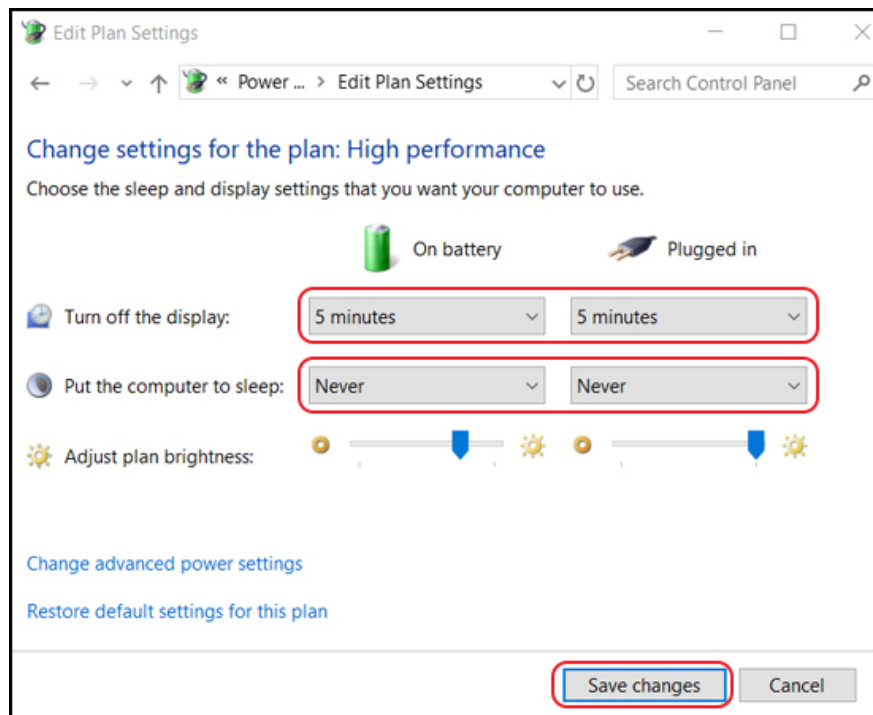 Edit Plan Settings
« Power ... > Edit Plan Settings Search Control Panel
Change settings for the plan: High performance
Choose the sleep and display settings that you want your computer to use.
On battery Plugged in
Turn off the display: 5 minutes 5 minutes
Put the computer to sleep: Never Never
Adjust plan brightness:
Change advanced power settings
Restore default settings for this plan
Save changes Cancel